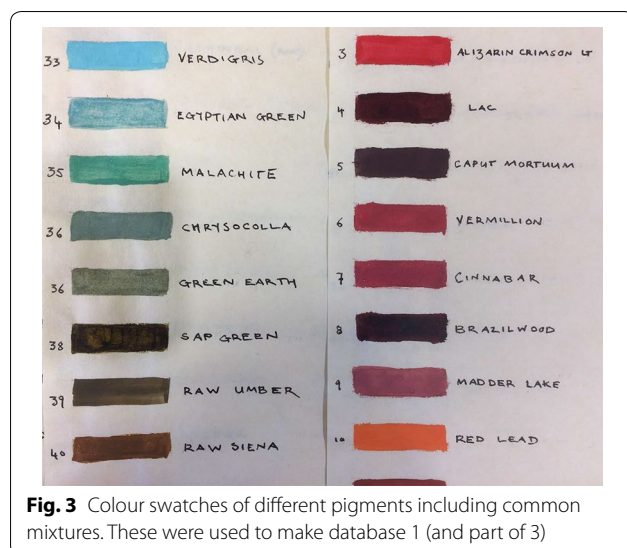 33 VERDIGRIS
34 EGYPTIAN GREEN
35 MALACHITE
36 CHRYSOCOLLA
36 GREEN EARTH
38 SAP GREEN
39 RAW UMBER
40 RAW SIENA
3 ALIZARIN CRIMSON LT
4 LAC
5 CAPUT MORTUUM
6 VERMILLION
7 CINNABAR
8 BRAZILWOOD
9 MADDER LAKE
10 RED LEAD
Fig. 3 Colour swatches of different pigments including common
mixtures. These were used to make database 1 (and part of 3)